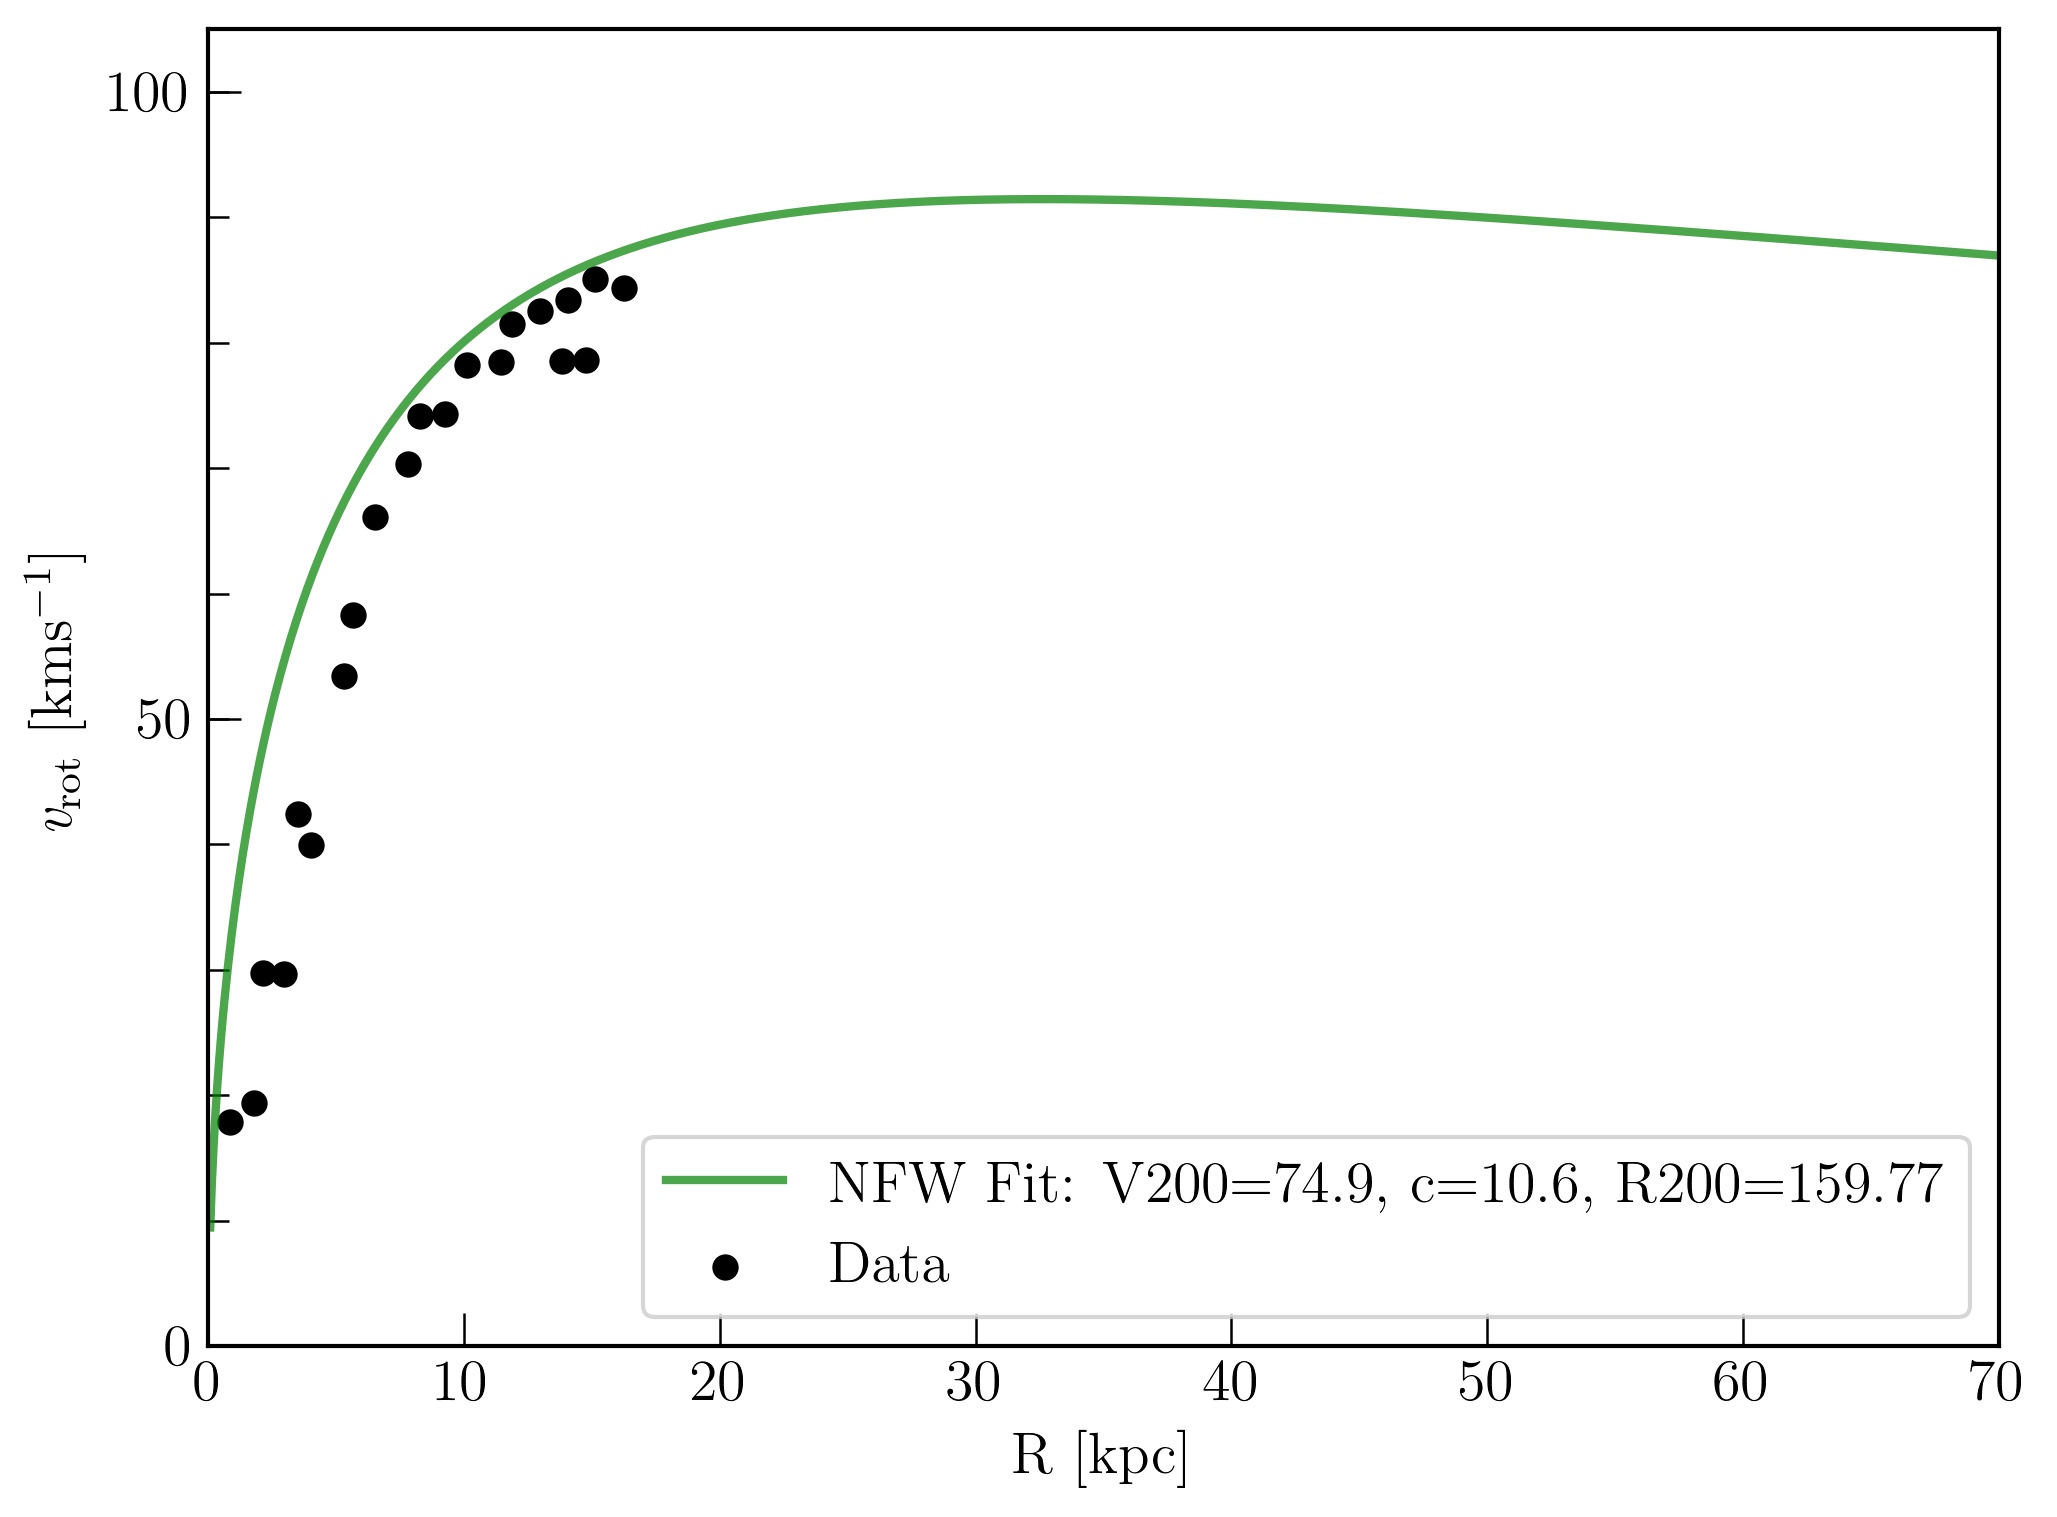 100
50
0
v_rot [kms⁻¹]
NFW Fit: V200=74.9, c=10.6, R200=159.77
Data
0 10 20 30 40 50 60 70
R [kpc]